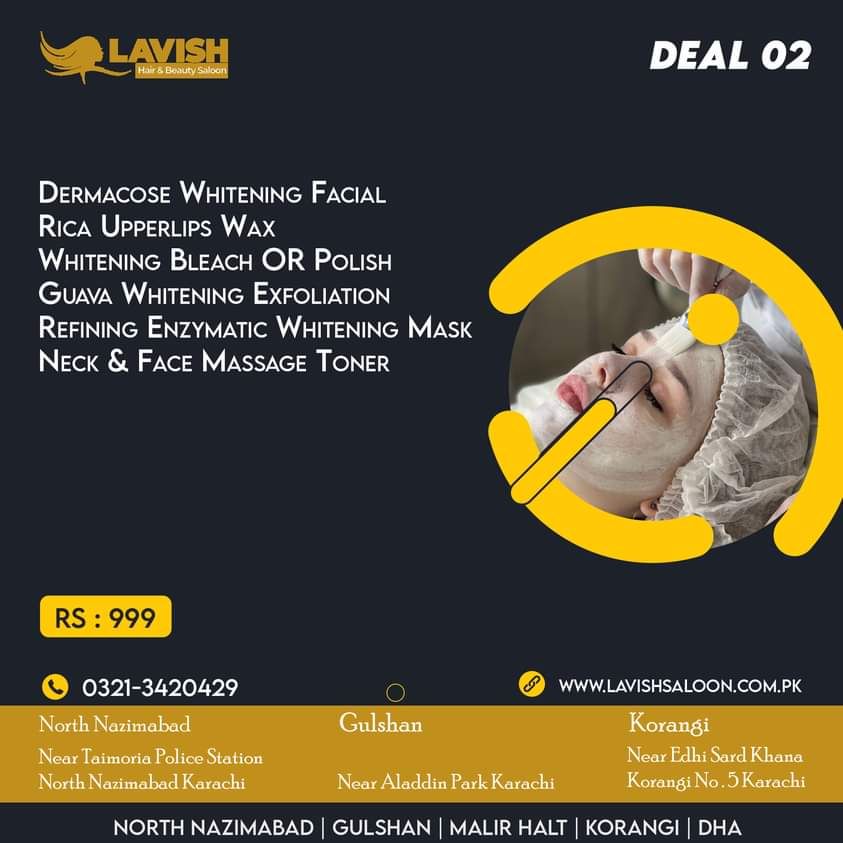 LAVISH
Hair & Beauty Saloon
DEAL 02
DERMACOSE WHITENING FACIAL
RICA UPPERLIPS WAX
WHITENING BLEACH OR POLISH
GUAVA WHITENING EXFOLIATION
REFINING ENZYMATIC WHITENING MASK
NECK & FACE MASSAGE TONER
RS : 999
0321-3420429
WWW.LAVISHSALOON.COM.PK
North Nazimabad
Near Taimoria Police Station
North Nazimabad Karachi
Gulshan
Near Aladdin Park Karachi
Korangi
Near Edhi Sard Khana
Korangi No . 5 Karachi
NORTH NAZIMABAD | GULSHAN | MALIR HALT | KORANGI | DHA